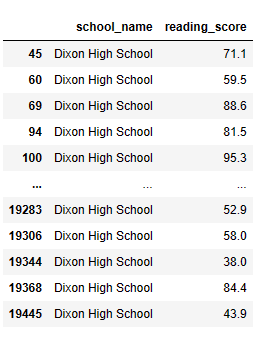 school_name reading_score
45 Dixon High School 71.1
60 Dixon High School 59.5
69 Dixon High School 88.6
94 Dixon High School 81.5
100 Dixon High School 95.3
... ... ...
19283 Dixon High School 52.9
19306 Dixon High School 58.0
19344 Dixon High School 38.0
19368 Dixon High School 84.4
19445 Dixon High School 43.9